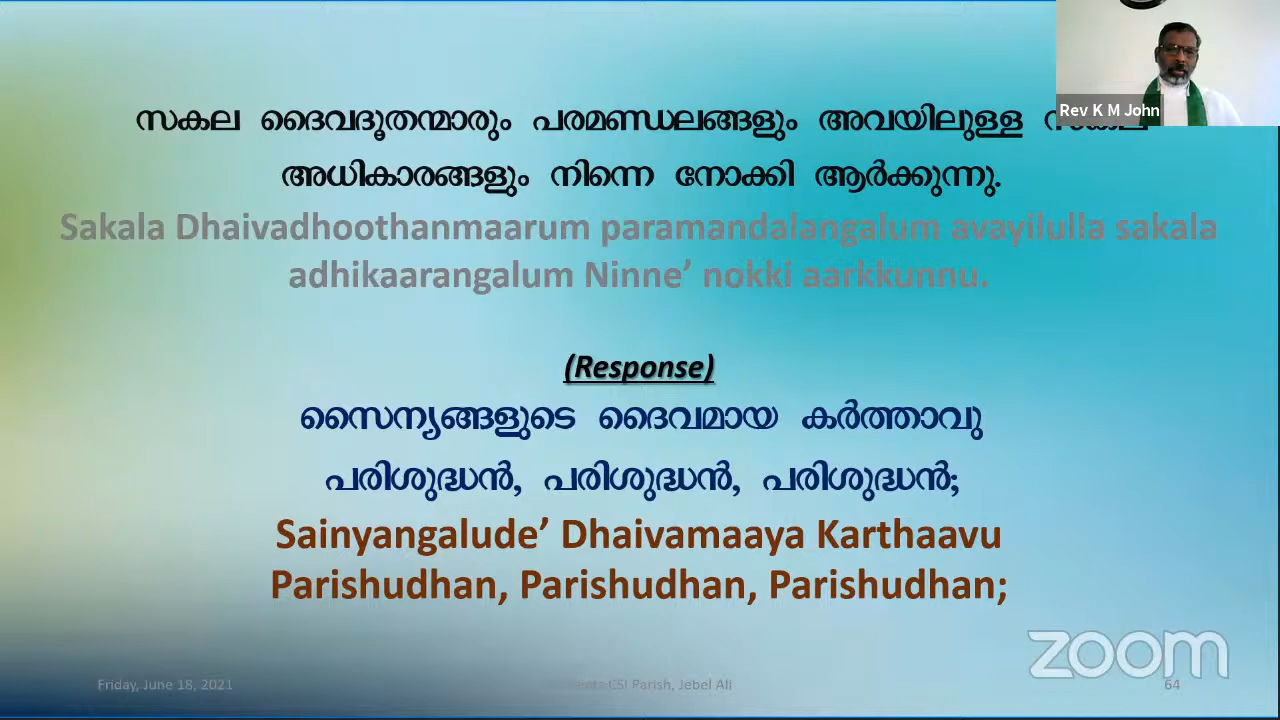 സകല ദൈവദൂതന്മാരും പരമണ്ഡലങ്ങളും അവയിലുള്ള സകല
Rev K M John
അധികാരങ്ങളും നിന്നെ നോക്കി ആർക്കുന്നു.
Sakala Dhaivadhoothanmaarum paramandalangalum avayilulla sakala
adhikaarangalum Ninne’ nokki aarkkunnu.
(Response)
സൈന്യങ്ങളുടെ ദൈവമായ കർത്താവു
പരിശുദ്ധൻ, പരിശുദ്ധൻ, പരിശുദ്ധൻ;
Sainyangalude’ Dhaivamaaya Karthaavu
Parishudhan, Parishudhan, Parishudhan;
zoom
Friday, June 18, 2021
CSI Parish, Jebel Ali
64